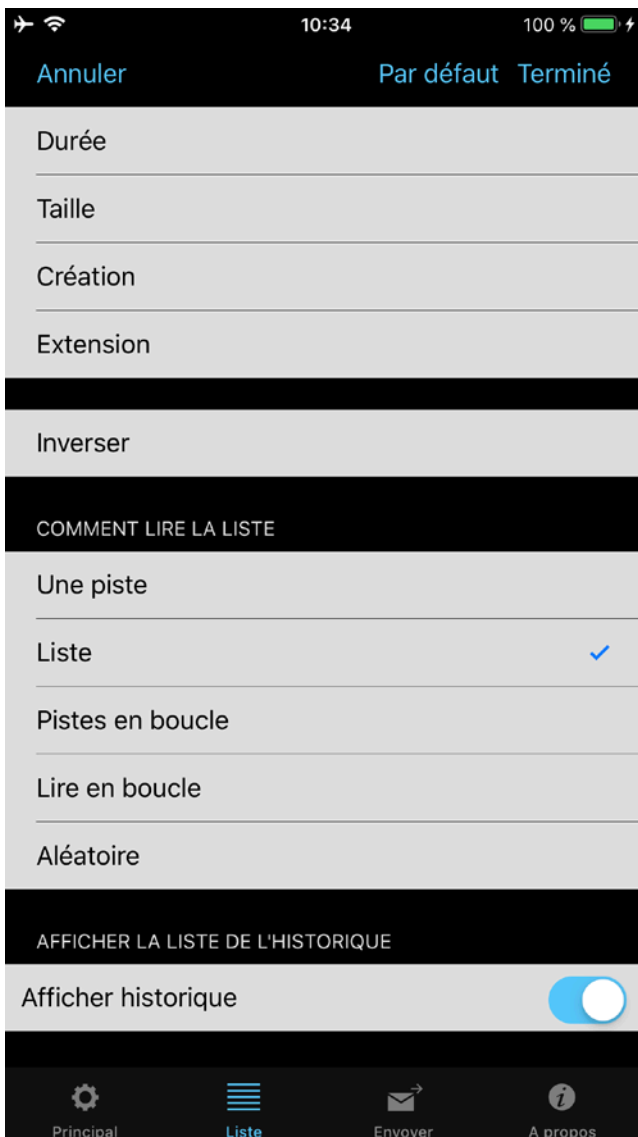 10:34 100 %
Annuler Par défaut Terminé
Durée
Taille
Création
Extension
Inverser
COMMENT LIRE LA LISTE
Une piste
Liste
Pistes en boucle
Lire en boucle
Aléatoire
AFFICHER LA LISTE DE L'HISTORIQUE
Afficher historique
Principal Liste Envoyer A propos